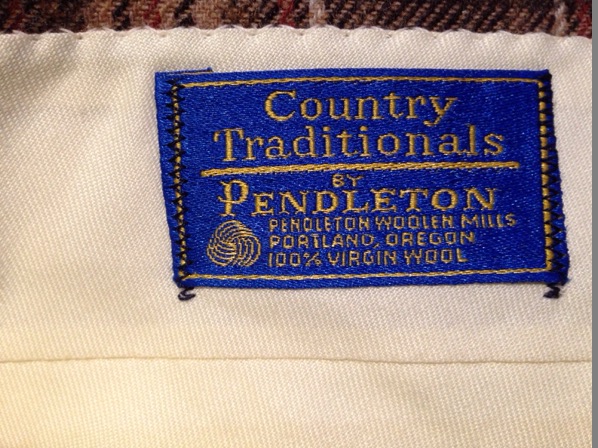 Country
Traditionals
BY
PENDLETON
PENDLETON WOOLEN MILLS
PORTLAND, OREGON
100% VIRGIN WOOL